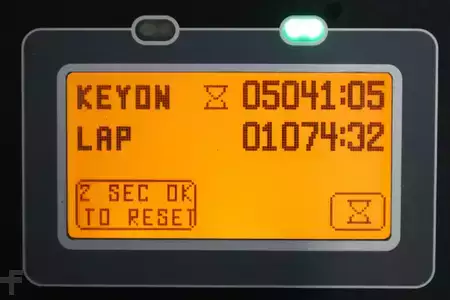 KEYON 05041:05
LAP 01074:32
2 SEC OK
TO RESET